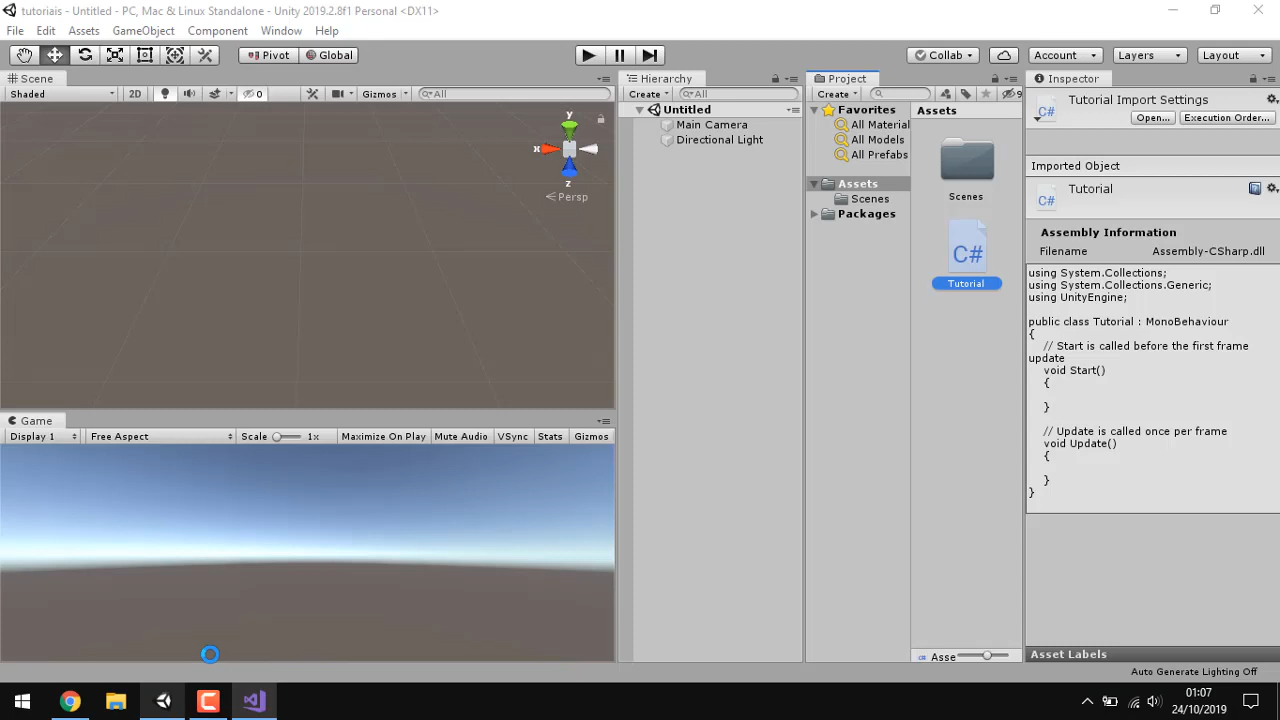 tutoriais - Untitled - PC, Mac & Linux Standalone - Unity 2019.2.8f1 Personal <DX11>
File Edit Assets GameObject Component Window Help
Pivot Global Collab Account Layers Layout
Scene
Shaded 2D 0 Gizmos All
y
x
z
Persp
Game
Display 1 Free Aspect Scale 1x Maximize On Play Mute Audio VSync Stats Gizmos
Hierarchy
Create All
Untitled
Main Camera
Directional Light
Project
Create 9
Favorites
All Material
All Models
All Prefabs
Assets
Scenes
Packages
Assets
Scenes
C#
Tutorial
Asse
Inspector
C#
Tutorial Import Settings
Open... Execution Order...
Imported Object
C#
Tutorial
Assembly Information
Filename Assembly-CSharp.dll
using System.Collections;
using System.Collections.Generic;
using UnityEngine;
public class Tutorial : MonoBehaviour
{
// Start is called before the first frame
update
void Start()
{
}
// Update is called once per frame
void Update()
{
}
}
Asset Labels
Auto Generate Lighting Off
01:07
24/10/2019